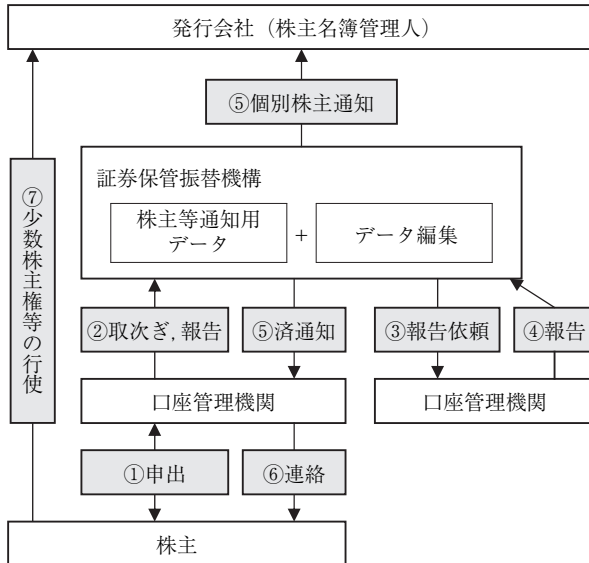 発行会社（株主名簿管理人）
⑤個別株主通知
証券保管振替機構
株主等通知用
データ
+
データ編集
⑦少数株主権等の行使
②取次ぎ，報告
⑤済通知
③報告依頼
④報告
口座管理機関
口座管理機関
①申出
⑥連絡
株主